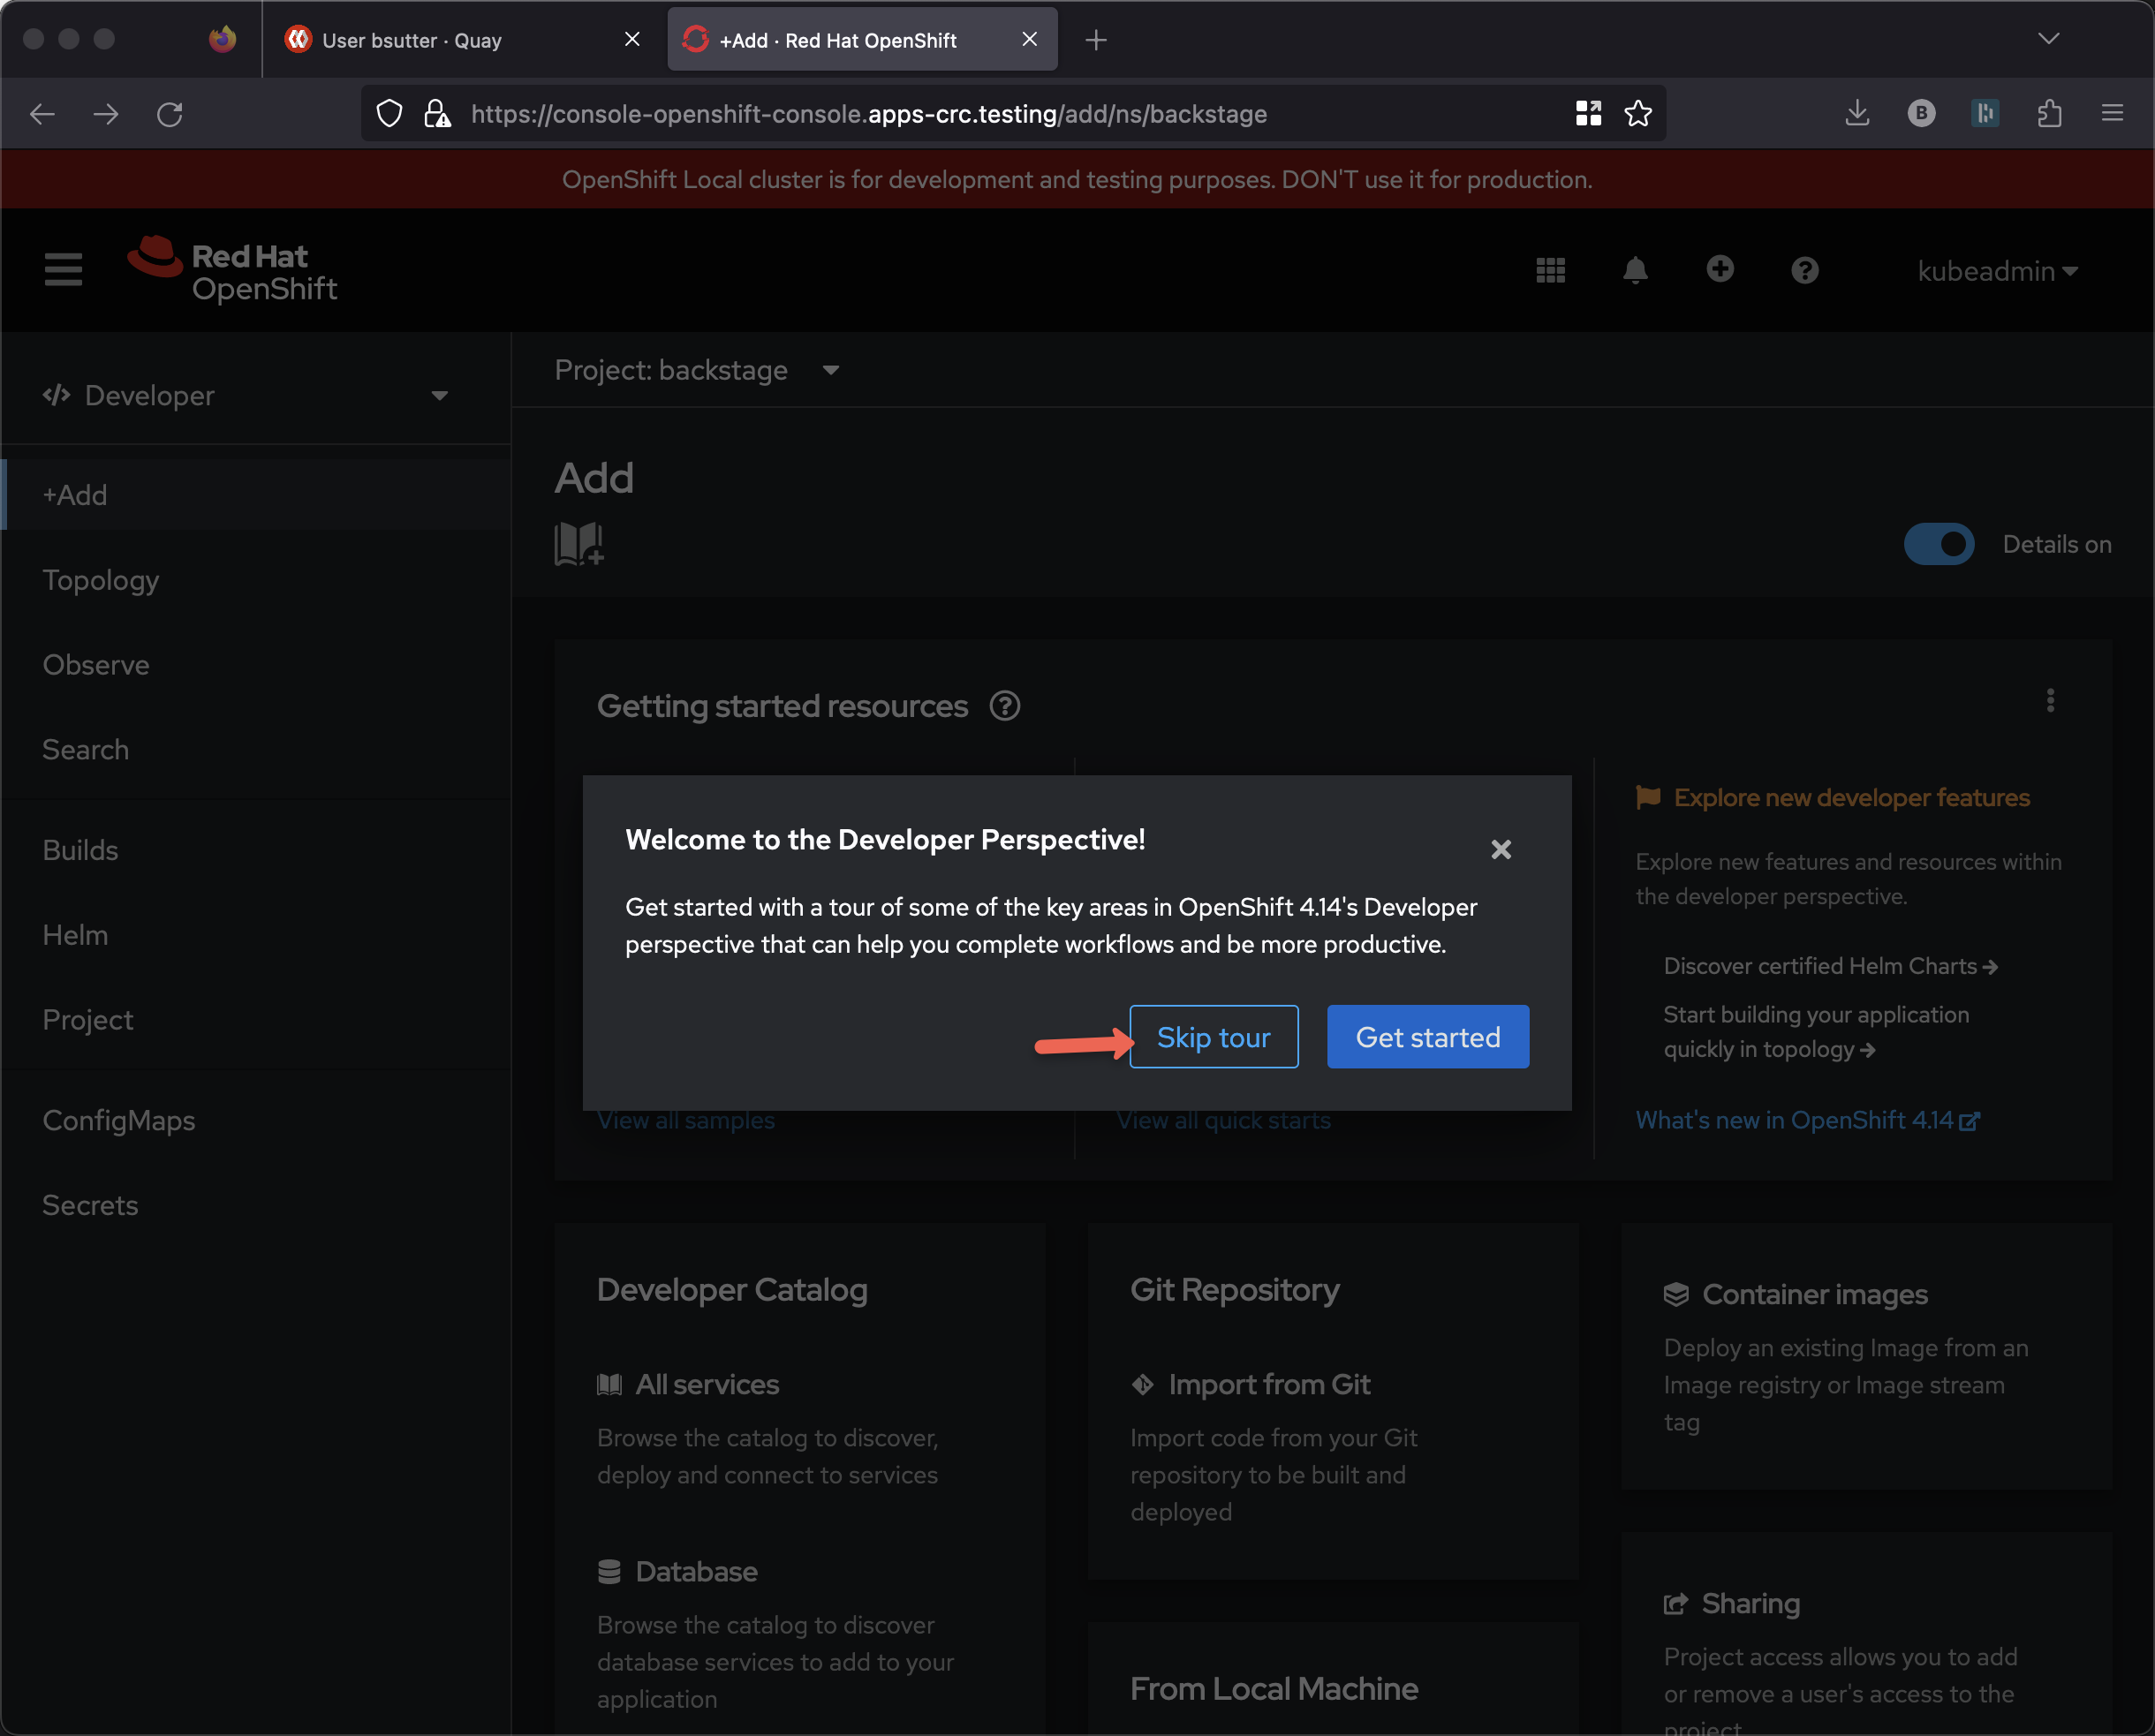 User bsutter · Quay
+Add · Red Hat OpenShift
https://console-openshift-console.apps-crc.testing/add/ns/backstage
B
OpenShift Local cluster is for development and testing purposes. DON'T use it for production.
Red Hat
OpenShift
kubeadmin
Developer
Project: backstage
+Add
Topology
Observe
Search
Builds
Helm
Project
ConfigMaps
Secrets
Add
Details on
Getting started resources
Welcome to the Developer Perspective!
Get started with a tour of some of the key areas in OpenShift 4.14's Developer
perspective that can help you complete workflows and be more productive.
Skip tour
Get started
View all samples
View all quick starts
Explore new developer features
Explore new features and resources within
the developer perspective.
Discover certified Helm Charts
Start building your application
quickly in topology
What's new in OpenShift 4.14
Developer Catalog
All services
Browse the catalog to discover,
deploy and connect to services
Database
Browse the catalog to discover
database services to add to your
application
Git Repository
Import from Git
Import code from your Git
repository to be built and
deployed
From Local Machine
Container images
Deploy an existing Image from an
Image registry or Image stream
tag
Sharing
Project access allows you to add
or remove a user's access to the
project